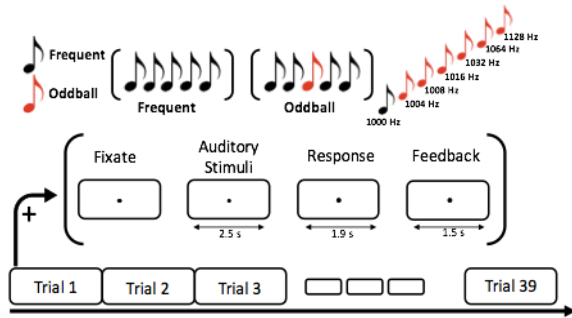 Frequent
Oddball
Frequent
Oddball
1000 Hz
1004 Hz
1008 Hz
1016 Hz
1032 Hz
1064 Hz
1128 Hz
Fixate
Auditory
Stimuli
Response
Feedback
2.5 s
1.9 s
1.5 s
+
Trial 1
Trial 2
Trial 3
Trial 39